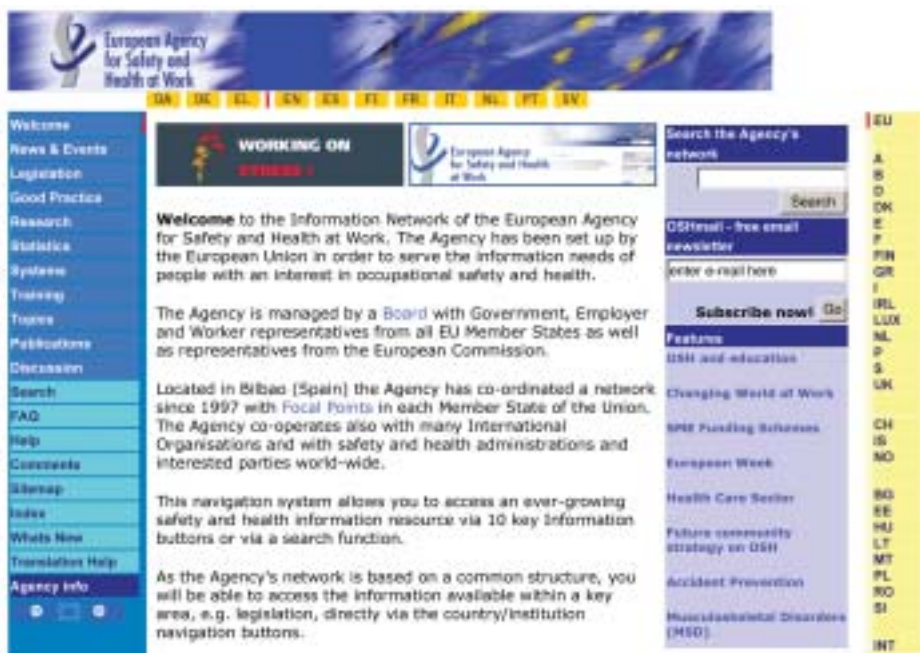 European Agency
for Safety and
Health at Work
DA DE EL EN ES FI FR IT NL PT SV
Welcome
News & Events
Legislation
Good Practice
Research
Statistics
Systems
Training
Topics
Publications
Discussion
Search
FAQ
Help
Comments
Sitemap
Index
Whats New
Translation Help
Agency info
WORKING ON
STRESS !
European Agency
for Safety and Health
at Work
Welcome to the Information Network of the European Agency
for Safety and Health at Work. The Agency has been set up by
the European Union in order to serve the information needs of
people with an interest in occupational safety and health.
The Agency is managed by a Board with Government, Employer
and Worker representatives from all EU Member States as well
as representatives from the European Commission.
Located in Bilbao (Spain) the Agency has co-ordinated a network
since 1997 with Focal Points in each Member State of the Union.
The Agency co-operates also with many International
Organisations and with safety and health administrations and
interested parties world-wide.
This navigation system allows you to access an ever-growing
safety and health information resource via 10 key Information
buttons or via a search function.
As the Agency's network is based on a common structure, you
will be able to access the information available within a key
area, e.g. legislation, directly via the country/institution
navigation buttons.
Search the Agency's
network
Search
OSHmail - free email
newsletter
enter e-mail here
Subscribe now! Go
Features
OSH and education
Changing World of Work
SME Funding Schemes
European Week
Health Care Sector
Future community
strategy on OSH
Accident Prevention
Musculoskeletal Disorders
(MSD)
EU
A
B
D
DK
E
F
FIN
GR
I
IRL
LUX
NL
P
S
UK
CH
IS
NO
BG
EE
HU
LT
MT
PL
RO
SI
INT